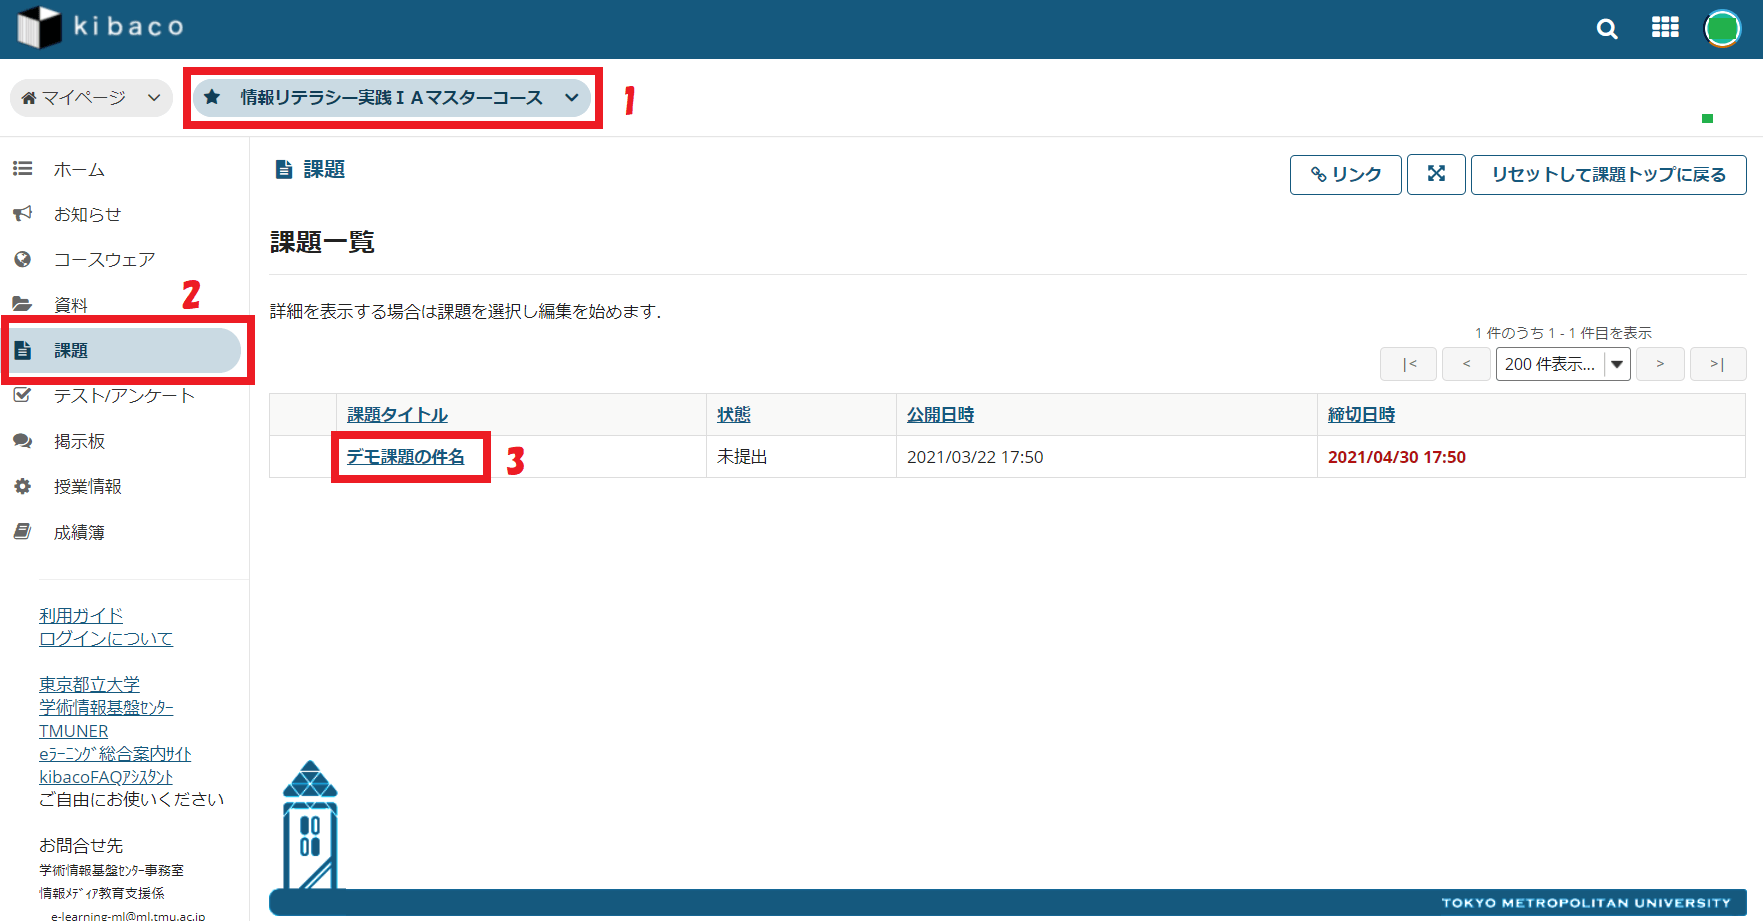 kibaco
マイページ
情報リテラシー実践ⅠAマスターコース
1
ホーム
お知らせ
コースウェア
資料
2
課題
テスト/アンケート
掲示板
授業情報
成績簿
利用ガイド
ログインについて
東京都立大学
学術情報基盤ｾﾝﾀｰ
TMUNER
eﾗｰﾆﾝｸﾞ総合案内ｻｲﾄ
kibacoFAQｱｼｽﾀﾝﾄ
ご自由にお使いください
お問合せ先
学術情報基盤ｾﾝﾀｰ事務室
情報ﾒﾃﾞｨｱ教育支援係
e-learning-ml@ml.tmu.ac.jp
課題
リンク
リセットして課題トップに戻る
課題一覧
詳細を表示する場合は課題を選択し編集を始めます.
1 件のうち 1 - 1 件目を表示
|< < 200 件表示... > >|
課題タイトル 状態 公開日時 締切日時
デモ課題の件名 3 未提出 2021/03/22 17:50 2021/04/30 17:50
TOKYO METROPOLITAN UNIVERSITY